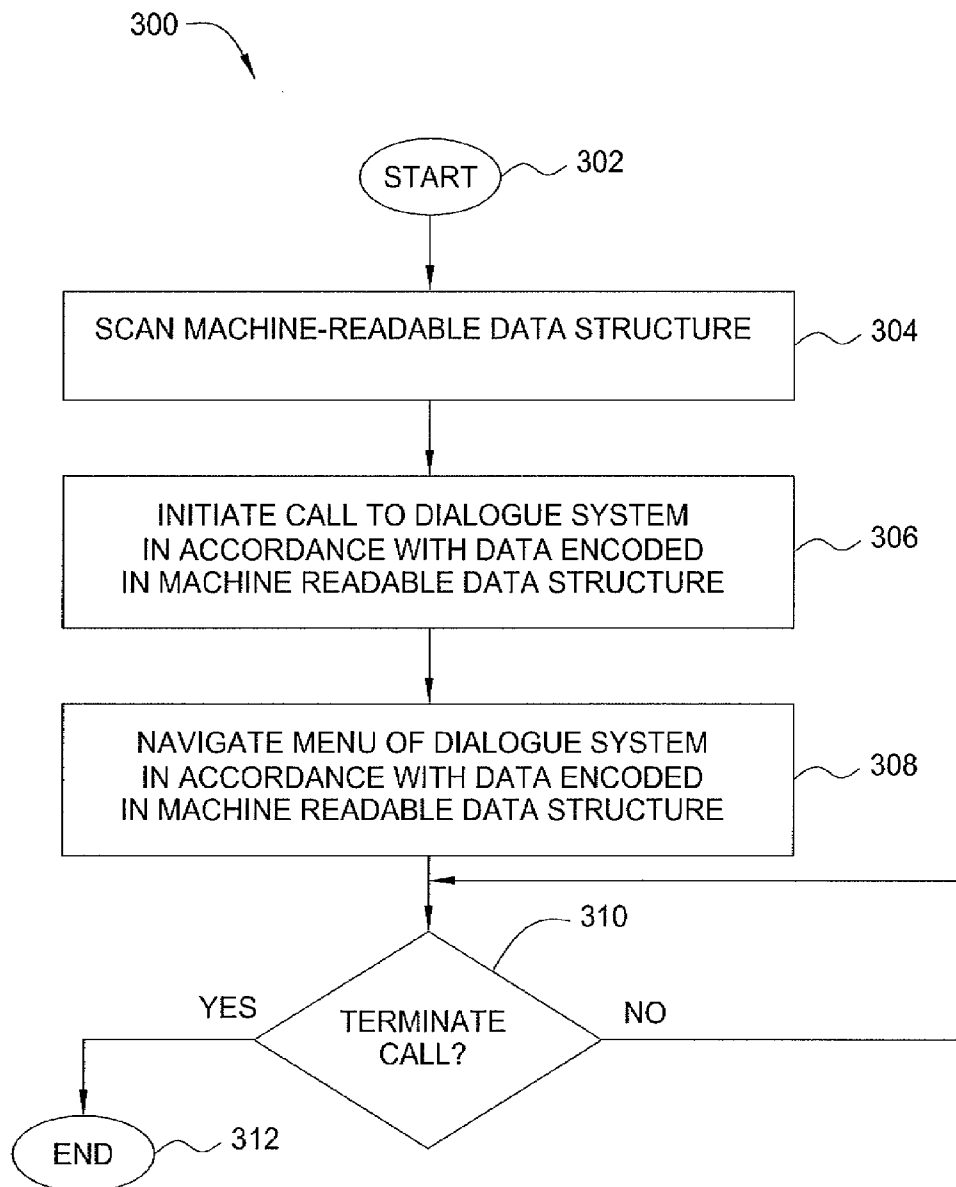 300
START
302
SCAN MACHINE-READABLE DATA STRUCTURE
304
INITIATE CALL TO DIALOGUE SYSTEM
IN ACCORDANCE WITH DATA ENCODED
IN MACHINE READABLE DATA STRUCTURE
306
NAVIGATE MENU OF DIALOGUE SYSTEM
IN ACCORDANCE WITH DATA ENCODED
IN MACHINE READABLE DATA STRUCTURE
308
310
YES
TERMINATE
CALL?
NO
END
312